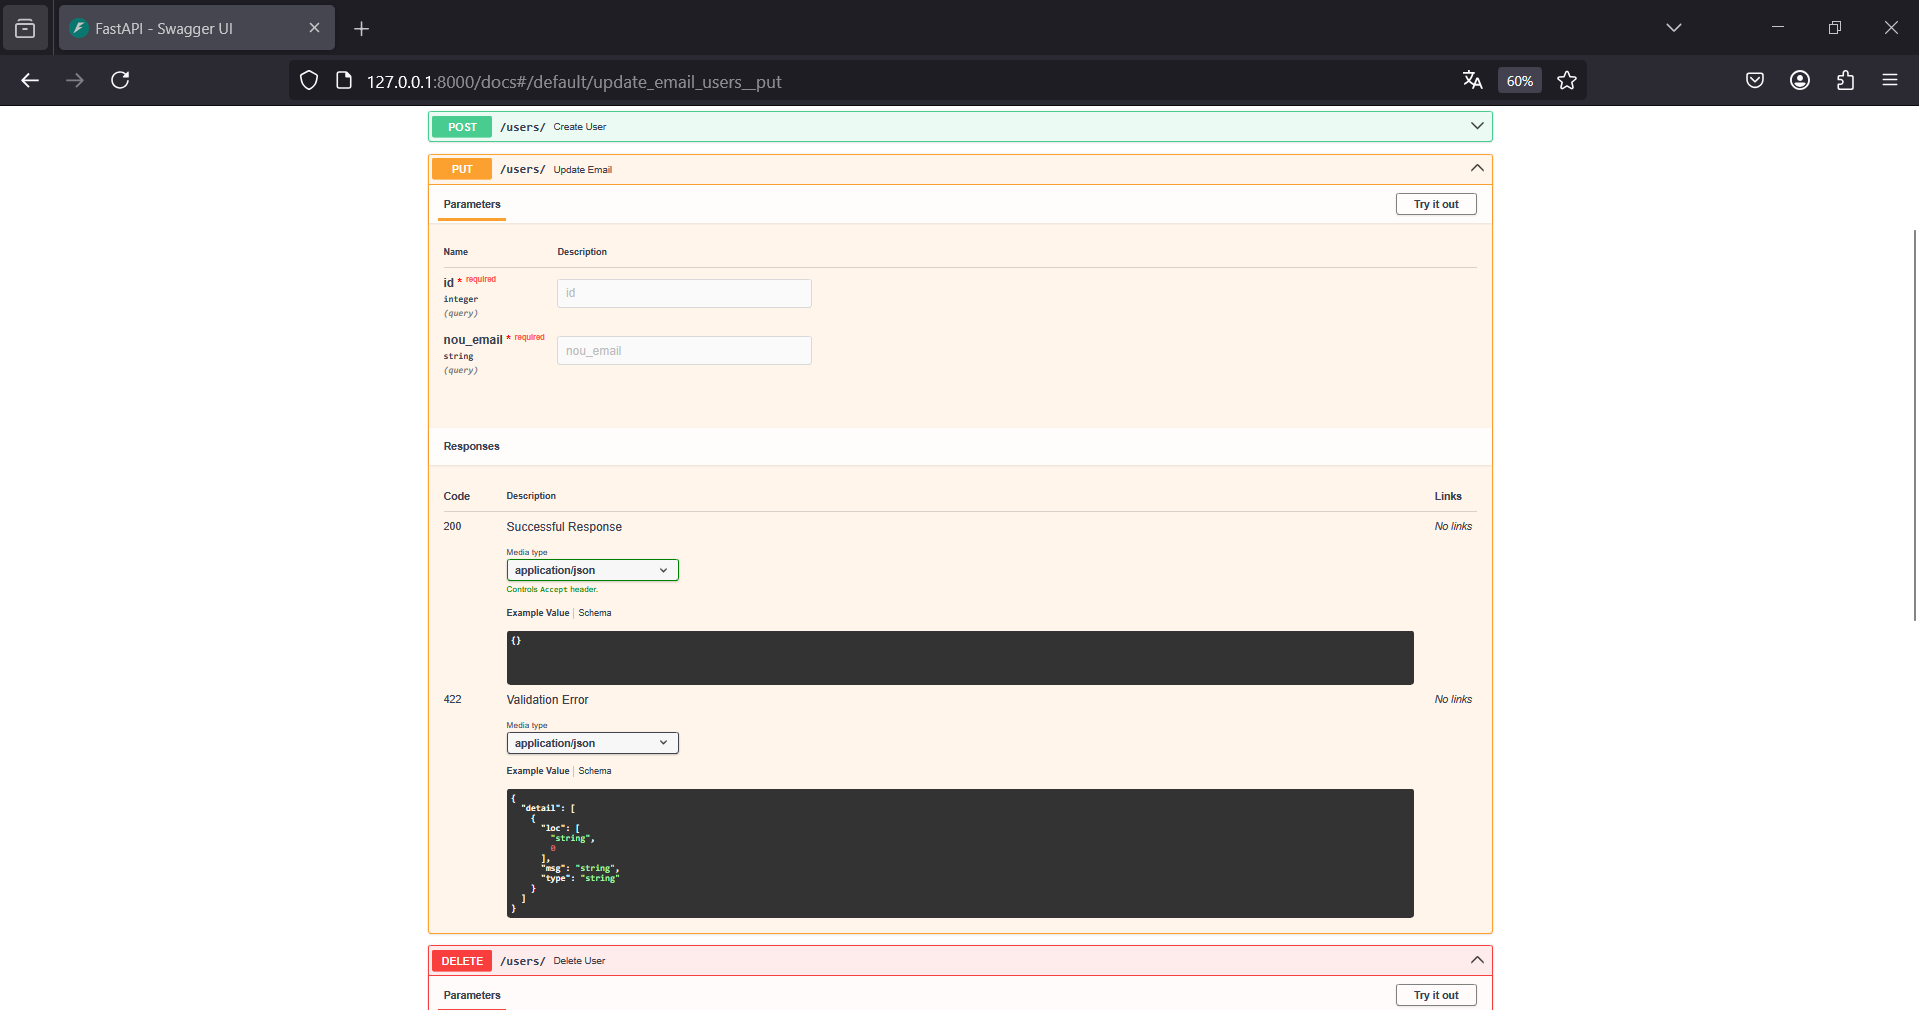 FastAPI - Swagger UI
127.0.0.1:8000/docs#/default/update_email_users__put
60%
POST /users/ Create User
PUT /users/ Update Email
Parameters
Try it out
Name Description
id * required
integer
(query)
id
nou_email * required
string
(query)
nou_email
Responses
Code Description Links
200 Successful Response No links
Media type
application/json
Controls Accept header.
Example Value | Schema
{}
422 Validation Error No links
Media type
application/json
Example Value | Schema
{
"detail": [
{
"loc": [
"string",
0
],
"msg": "string",
"type": "string"
}
]
}
DELETE /users/ Delete User
Parameters
Try it out